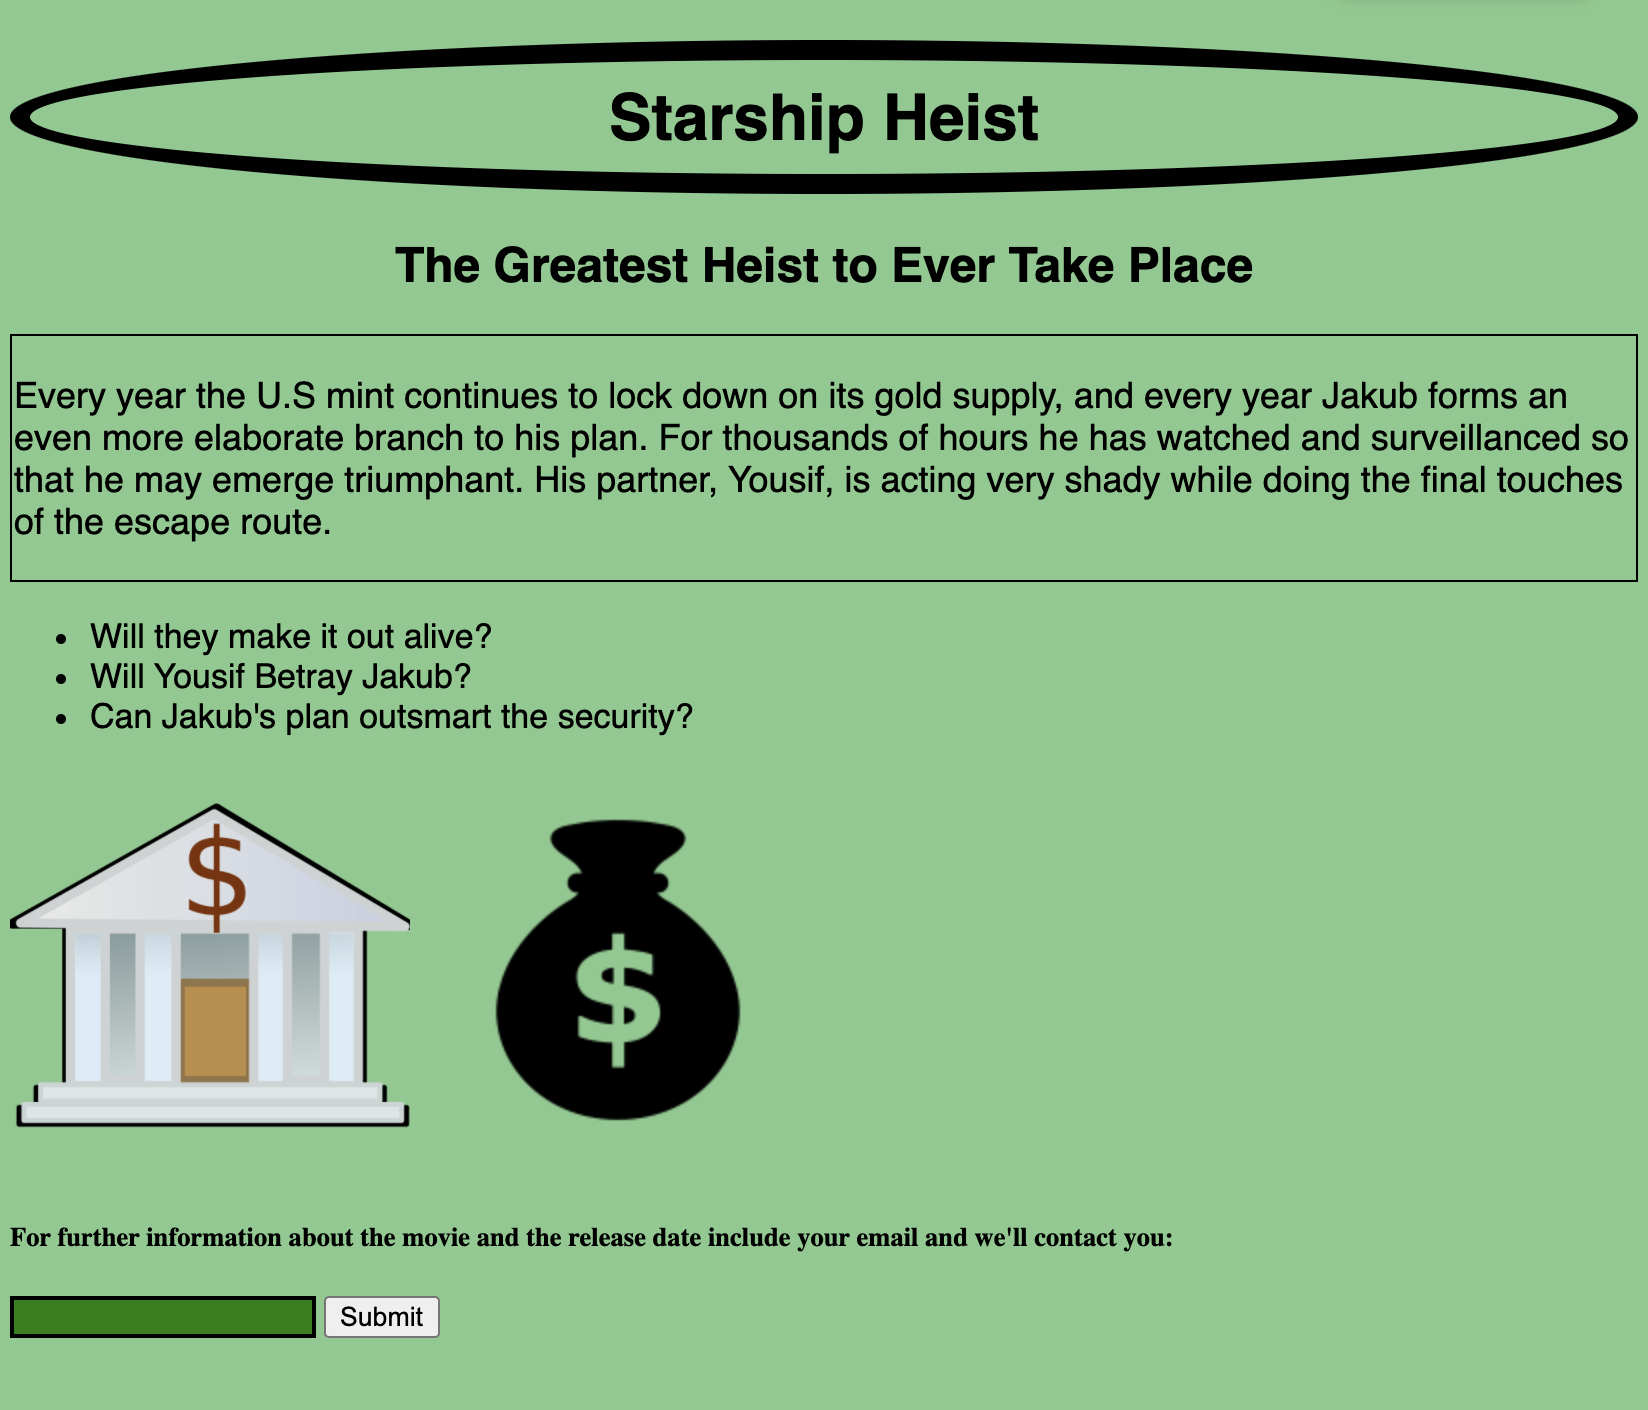 Starship Heist
The Greatest Heist to Ever Take Place
Every year the U.S mint continues to lock down on its gold supply, and every year Jakub forms an
even more elaborate branch to his plan. For thousands of hours he has watched and surveillanced so
that he may emerge triumphant. His partner, Yousif, is acting very shady while doing the final touches
of the escape route.
• Will they make it out alive?
• Will Yousif Betray Jakub?
• Can Jakub's plan outsmart the security?
$
$
For further information about the movie and the release date include your email and we'll contact you:
Submit